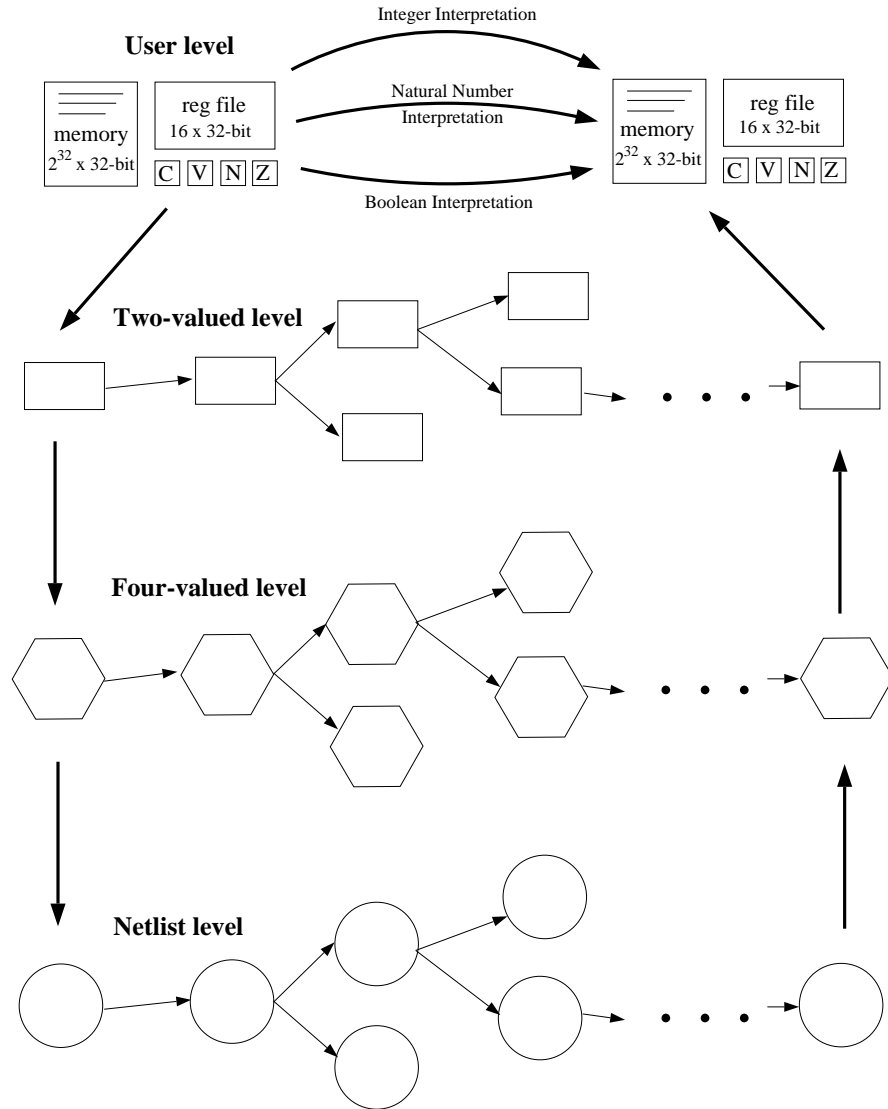 Integer Interpretation
User level
reg file
16 x 32-bit
memory
2^32 x 32-bit
C V N Z
Natural Number
Interpretation
Boolean Interpretation
reg file
16 x 32-bit
memory
2^32 x 32-bit
C V N Z
Two-valued level
Four-valued level
Netlist level